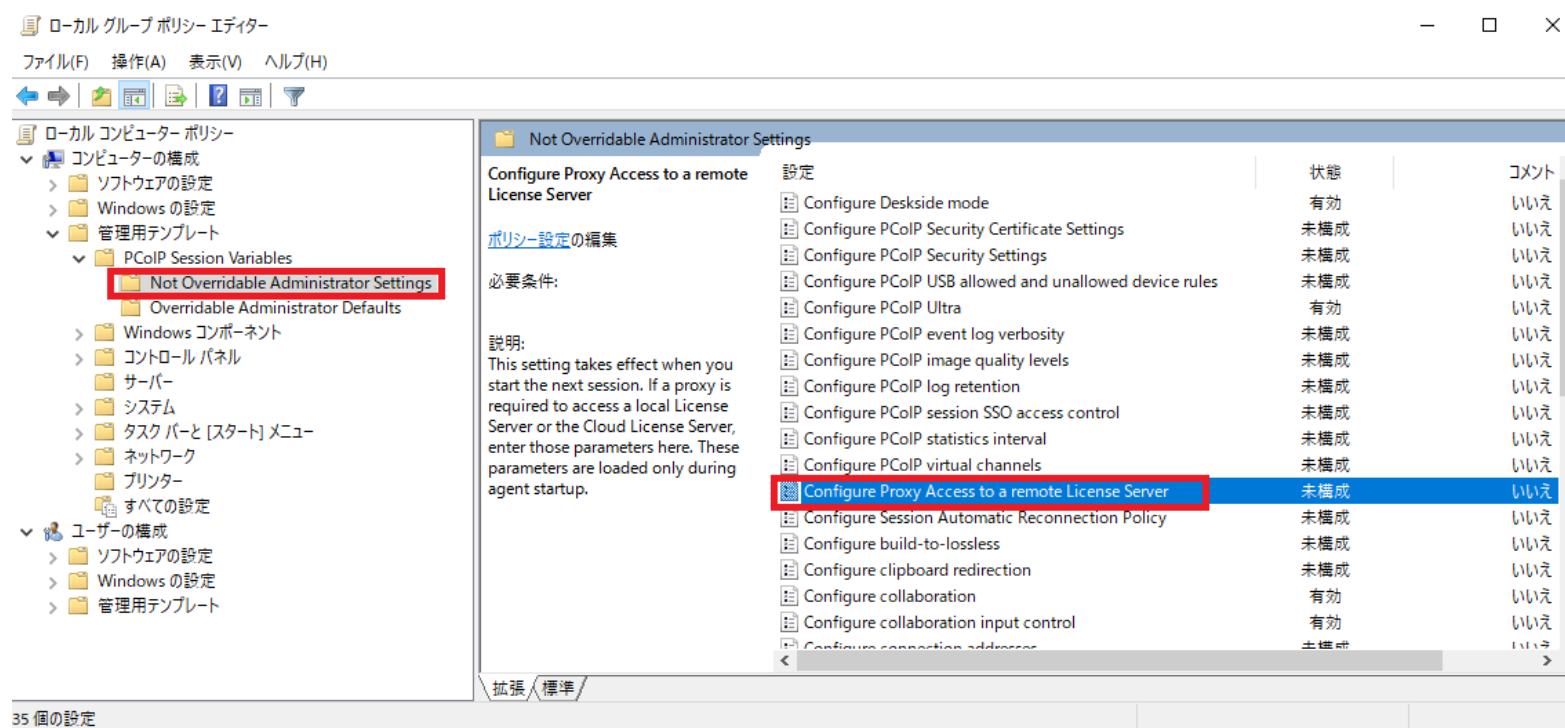 ローカル グループ ポリシー エディター
ファイル(F) 操作(A) 表示(V) ヘルプ(H)
ローカル コンピューター ポリシー
コンピューターの構成
ソフトウェアの設定
Windows の設定
管理用テンプレート
PCoIP Session Variables
Not Overridable Administrator Settings
Overridable Administrator Defaults
Windows コンポーネント
コントロール パネル
サーバー
システム
タスク バーと [スタート] メニュー
ネットワーク
プリンター
すべての設定
ユーザーの構成
ソフトウェアの設定
Windows の設定
管理用テンプレート
Not Overridable Administrator Settings
Configure Proxy Access to a remote
License Server
ポリシー設定の編集
必要条件:
説明:
This setting takes effect when you
start the next session. If a proxy is
required to access a local License
Server or the Cloud License Server,
enter those parameters here. These
parameters are loaded only during
agent startup.
設定 状態 コメント
Configure Deskside mode 有効 いいえ
Configure PCoIP Security Certificate Settings 未構成 いいえ
Configure PCoIP Security Settings 未構成 いいえ
Configure PCoIP USB allowed and unallowed device rules 未構成 いいえ
Configure PCoIP Ultra 有効 いいえ
Configure PCoIP event log verbosity 未構成 いいえ
Configure PCoIP image quality levels 未構成 いいえ
Configure PCoIP log retention 未構成 いいえ
Configure PCoIP session SSO access control 未構成 いいえ
Configure PCoIP statistics interval 未構成 いいえ
Configure PCoIP virtual channels 未構成 いいえ
Configure Proxy Access to a remote License Server 未構成 いいえ
Configure Session Automatic Reconnection Policy 未構成 いいえ
Configure build-to-lossless 未構成 いいえ
Configure clipboard redirection 未構成 いいえ
Configure collaboration 有効 いいえ
Configure collaboration input control 有効 いいえ
Configure connection addresses 未構成 いいえ
拡張 標準
35 個の設定